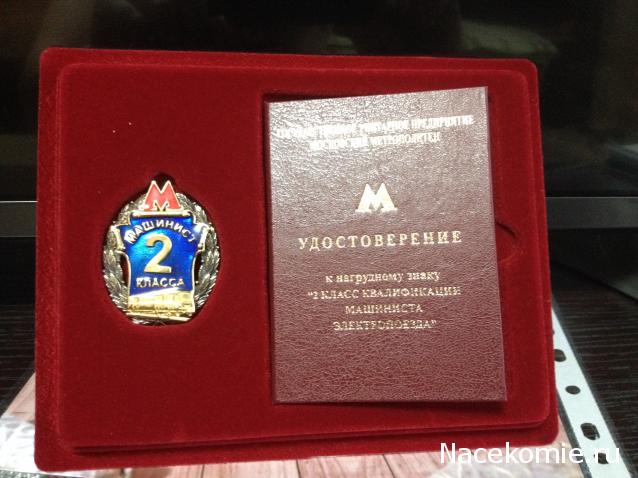 М
МАШИНИСТ
2
КЛАССА
ГОСУДАРСТВЕННОЕ УНИТАРНОЕ ПРЕДПРИЯТИЕ
МОСКОВСКИЙ МЕТРОПОЛИТЕН
М
УДОСТОВЕРЕНИЕ
к нагрудному знаку
"2 КЛАСС КВАЛИФИКАЦИИ
МАШИНИСТА
ЭЛЕКТРОПОЕЗДА"
Nacekomie.ru